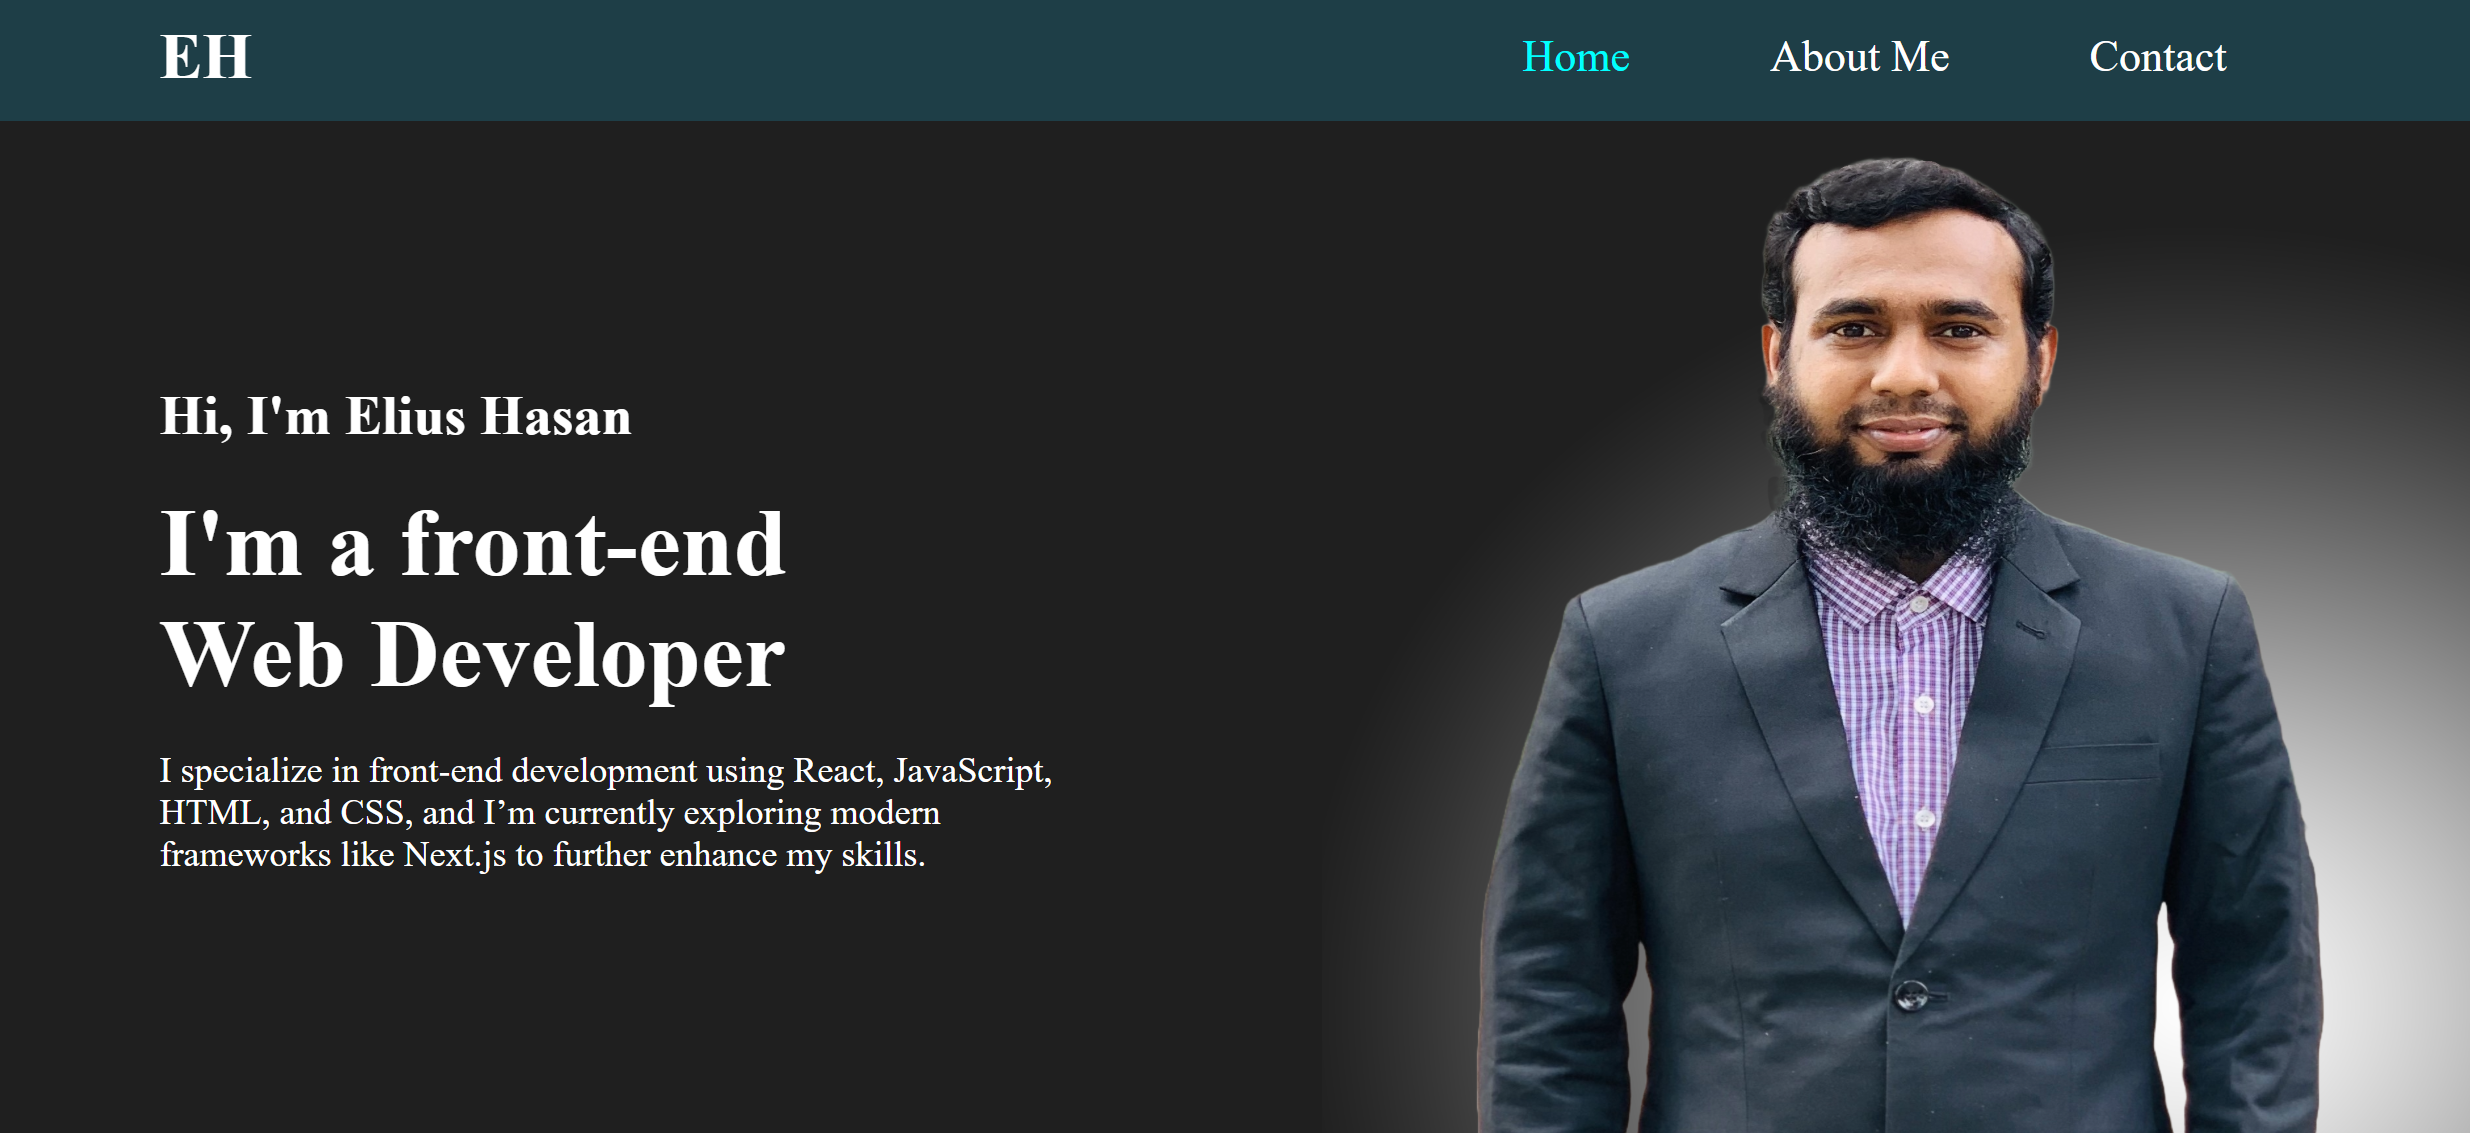 EH
Home
About Me
Contact
Hi, I'm Elius Hasan
I'm a front-end
Web Developer
I specialize in front-end development using React, JavaScript,
HTML, and CSS, and I’m currently exploring modern
frameworks like Next.js to further enhance my skills.